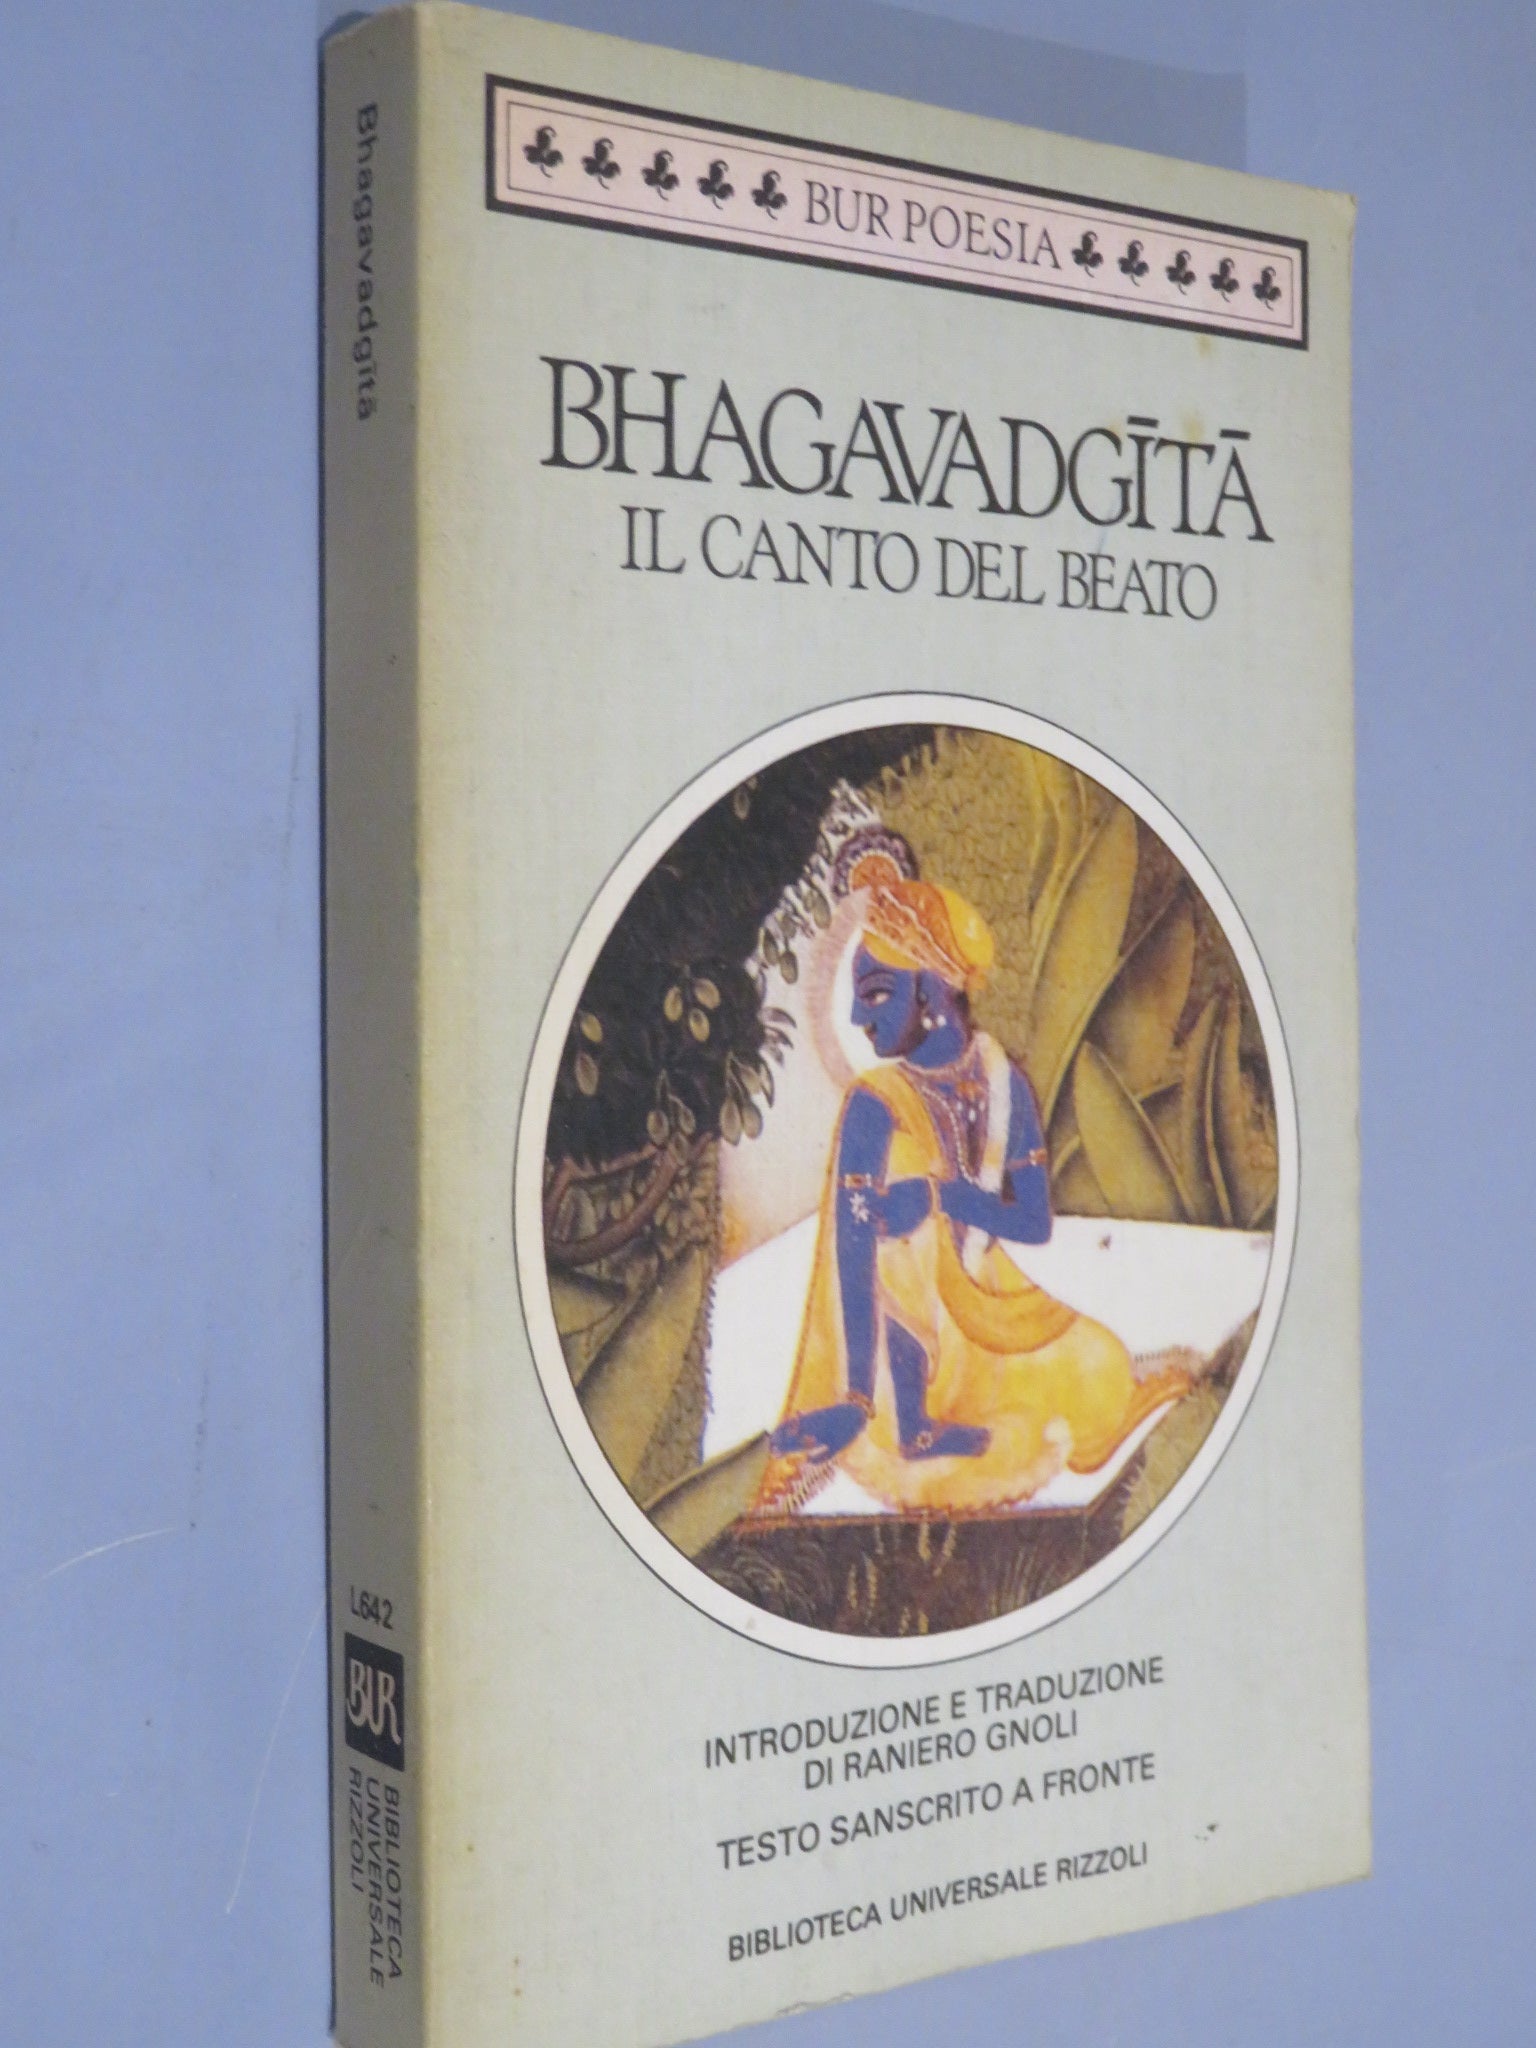 Bhagavadgītā
L642
BUR
BIBLIOTECA
UNIVERSALE
RIZZOLI
BUR POESIA
BHAGAVADGĪTĀ
IL CANTO DEL BEATO
INTRODUZIONE E TRADUZIONE
DI RANIERO GNOLI
TESTO SANSCRITO A FRONTE
BIBLIOTECA UNIVERSALE RIZZOLI